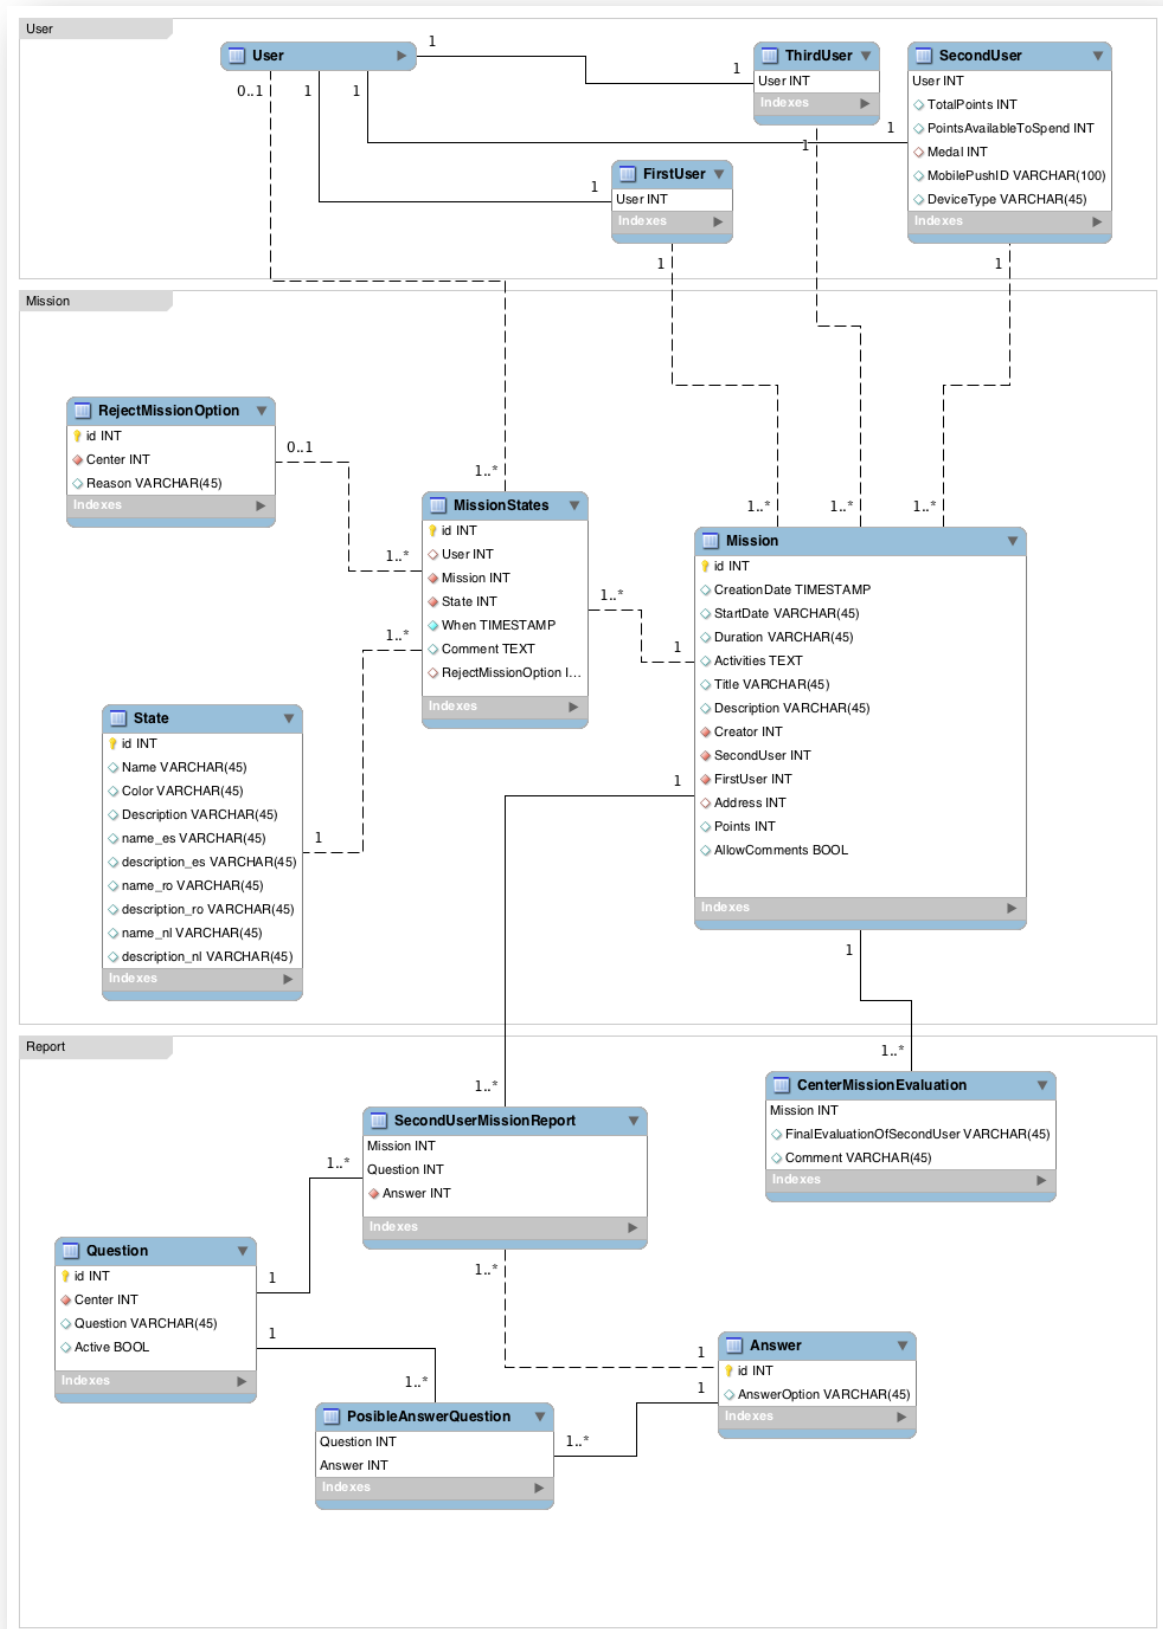 User
User
1
1
ThirdUser
User INT
Indexes
SecondUser
User INT
TotalPoints INT
PointsAvailableToSpend INT
Medal INT
MobilePushID VARCHAR(100)
DeviceType VARCHAR(45)
Indexes
0..1
1
1
1
1
FirstUser
User INT
Indexes
1
1
1
Mission
RejectMissionOption
id INT
Center INT
Reason VARCHAR(45)
Indexes
0..1
1..*
1..*
MissionStates
id INT
User INT
Mission INT
State INT
When TIMESTAMP
Comment TEXT
RejectMissionOption I...
Indexes
1..*
1..*
1
1..*
1..*
1..*
Mission
id INT
CreationDate TIMESTAMP
StartDate VARCHAR(45)
Duration VARCHAR(45)
Activities TEXT
Title VARCHAR(45)
Description VARCHAR(45)
Creator INT
SecondUser INT
FirstUser INT
Address INT
Points INT
AllowComments BOOL
Indexes
State
id INT
Name VARCHAR(45)
Color VARCHAR(45)
Description VARCHAR(45)
name_es VARCHAR(45)
description_es VARCHAR(45)
name_ro VARCHAR(45)
description_ro VARCHAR(45)
name_nl VARCHAR(45)
description_nl VARCHAR(45)
Indexes
1
1
1
Report
1..*
1..*
CenterMissionEvaluation
Mission INT
FinalEvaluationOfSecondUser VARCHAR(45)
Comment VARCHAR(45)
Indexes
SecondUserMissionReport
Mission INT
Question INT
Answer INT
Indexes
1..*
1..*
Question
id INT
Center INT
Question VARCHAR(45)
Active BOOL
Indexes
1
1
1..*
1
1
Answer
id INT
AnswerOption VARCHAR(45)
Indexes
PosibleAnswerQuestion
Question INT
Answer INT
Indexes
1..*